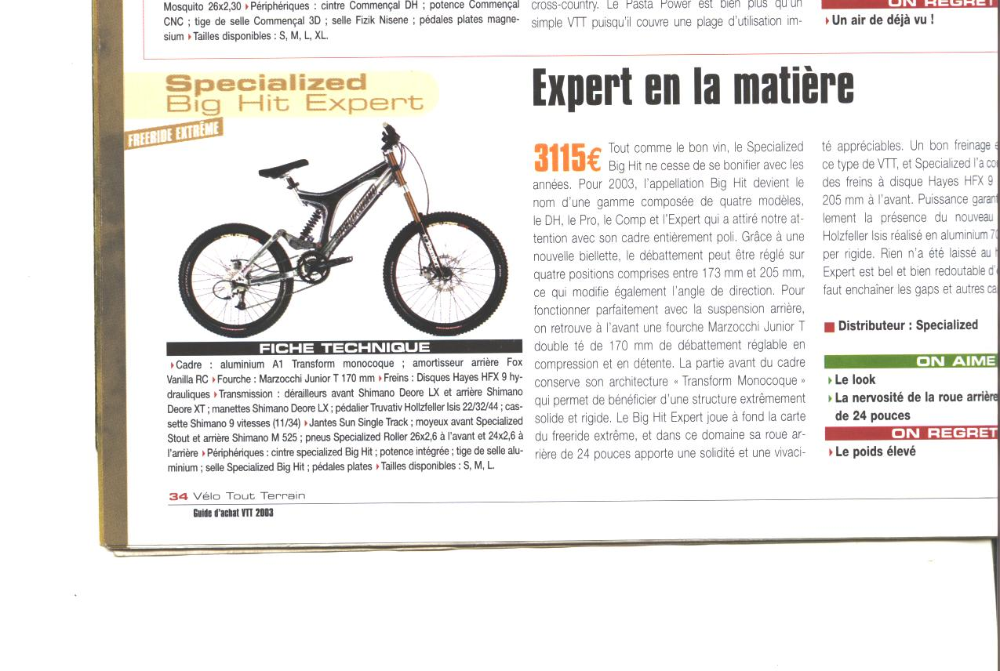 Mosquito 26x2,30 Périphériques : cintre Commençal DH ; potence Commençal
CNC ; tige de selle Commençal 3D ; selle Fizik Nisene ; pédales plates magne-
sium Tailles disponibles : S, M, L, XL.
cross-country. Le Pasta Power est bien plus qu'un
simple VTT puisqu'il couvre une plage d'utilisation im-
ON REGRET
Un air de déjà vu !
Specialized
Big Hit Expert
FREERIDE EXTRÊME
FICHE TECHNIQUE
Cadre : aluminium A1 Transform monocoque ; amortisseur arrière Fox
Vanilla RC Fourche : Marzocchi Junior T 170 mm Freins : Disques Hayes HFX 9 hy-
drauliques Transmission : dérailleurs avant Shimano Deore LX et arrière Shimano
Deore XT ; manettes Shimano Deore LX ; pédalier Truvativ Hollzfeller Isis 22/32/44 ; cas-
sette Shimano 9 vitesses (11/34) Jantes Sun Single Track ; moyeux avant Specialized
Stout et arrière Shimano M 525 ; pneus Specialized Roller 26x2,6 à l'avant et 24x2,6 à
l'arrière Périphériques : cintre specialized Big Hit ; potence intégrée ; tige de selle alu-
minium ; selle Specialized Big Hit ; pédales plates Tailles disponibles : S, M, L.
Expert en la matière
3115€ Tout comme le bon vin, le Specialized
Big Hit ne cesse de se bonifier avec les
années. Pour 2003, l'appellation Big Hit devient le
nom d'une gamme composée de quatre modèles,
le DH, le Pro, le Comp et l'Expert qui a attiré notre at-
tention avec son cadre entièrement poli. Grâce à une
nouvelle biellette, le débattement peut être réglé sur
quatre positions comprises entre 173 mm et 205 mm,
ce qui modifie également l'angle de direction. Pour
fonctionner parfaitement avec la suspension arrière,
on retrouve à l'avant une fourche Marzocchi Junior T
double té de 170 mm de débattement réglable en
compression et en détente. La partie avant du cadre
conserve son architecture « Transform Monocoque »
qui permet de bénéficier d'une structure extrêmement
solide et rigide. Le Big Hit Expert joue à fond la carte
du freeride extrême, et dans ce domaine sa roue ar-
rière de 24 pouces apporte une solidité et une vivaci-
té appréciables. Un bon freinage
ce type de VTT, et Specialized l'a
des freins à disque Hayes HFX 9
205 mm à l'avant. Puissance
lement la présence du nouveau
Holzfeller Isis réalisé en aluminium
per rigide. Rien n'a été laissé au
Expert est bel et bien redoutable
faut enchaîner les gaps et autres
Distributeur : Specialized
ON AIME
Le look
La nervosité de la roue arrière
de 24 pouces
ON REGRET
Le poids élevé
34 Vélo Tout Terrain
Guide d'achat VTT 2003